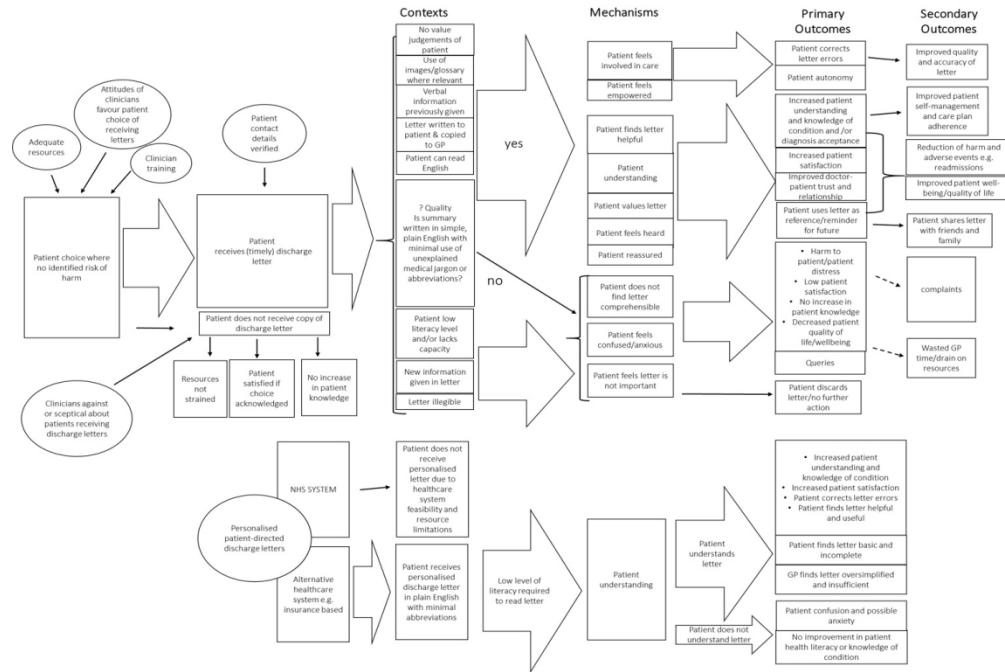 Contexts
Mechanisms
Primary
Outcomes
Secondary
Outcomes
Adequate
resources
Attitudes of
clinicians
favour patient
choice of
receiving
letters
Clinician
training
Patient choice where
no identified risk of
harm
Clinicians against
or sceptical about
patients receiving
discharge letters
Patient
contact
details
verified
Patient
receives (timely) discharge
letter
Patient does not receive copy of
discharge letter
Resources
not
strained
Patient
satisfied if
choice
acknowledged
No increase
in patient
knowledge
No value
judgements of
patient
Use of
images/glossary
where relevant
Verbal
information
previously given
Letter written to
patient & copied
to GP
Patient can read
English
? Quality
Is summary
written in simple,
plain English with
minimal use of
unexplained
medical jargon or
abbreviations?
Patient low
literacy level
and/or lacks
capacity
New information
given in letter
Letter illegible
yes
no
Patient feels
involved in care
Patient feels
empowered
Patient finds letter
helpful
Patient
understanding
Patient values letter
Patient feels heard
Patient reassured
Patient does not
find letter
comprehensible
Patient feels
confused/anxious
Patient feels letter is
not important
Patient corrects
letter errors
Patient autonomy
Increased patient
understanding
and knowledge of
condition and /or
diagnosis acceptance
Increased patient
satisfaction
Improved doctor-
patient trust and
relationship
Patient uses letter as
reference/reminder
for future
• Harm to
patient/patient
distress
• Low patient
satisfaction
• No increase in
patient knowledge
• Decreased patient
quality of
life/wellbeing
Queries
Patient discards
letter/no further
action
Improved quality
and accuracy of
letter
Improved patient
self-management
and care plan
adherence
Reduction of harm and
adverse events e.g.
readmissions
Improved patient well-
being/quality of life
Patient shares letter
with friends and
family
complaints
Wasted GP
time/drain on
resources
Personalised
patient-directed
discharge letters
NHS SYSTEM
Alternative
healthcare
system e.g.
insurance based
Patient does not
receive
personalised
letter due to
healthcare
system
feasibility and
resource
limitations
Patient receives
personalised
discharge letter
in plain English
with minimal
abbreviations
Low level of
literacy required
to read letter
Patient
understanding
Patient
understands
letter
Patient does not
understand letter
• Increased patient
understanding and
knowledge of condition
• Increased patient satisfaction
• Patient corrects letter errors
• Patient finds letter helpful
and useful
Patient finds letter basic and
incomplete
GP finds letter oversimplified and
insufficient
Patient confusion and possible
anxiety
No improvement in patient
health literacy or knowledge of
condition